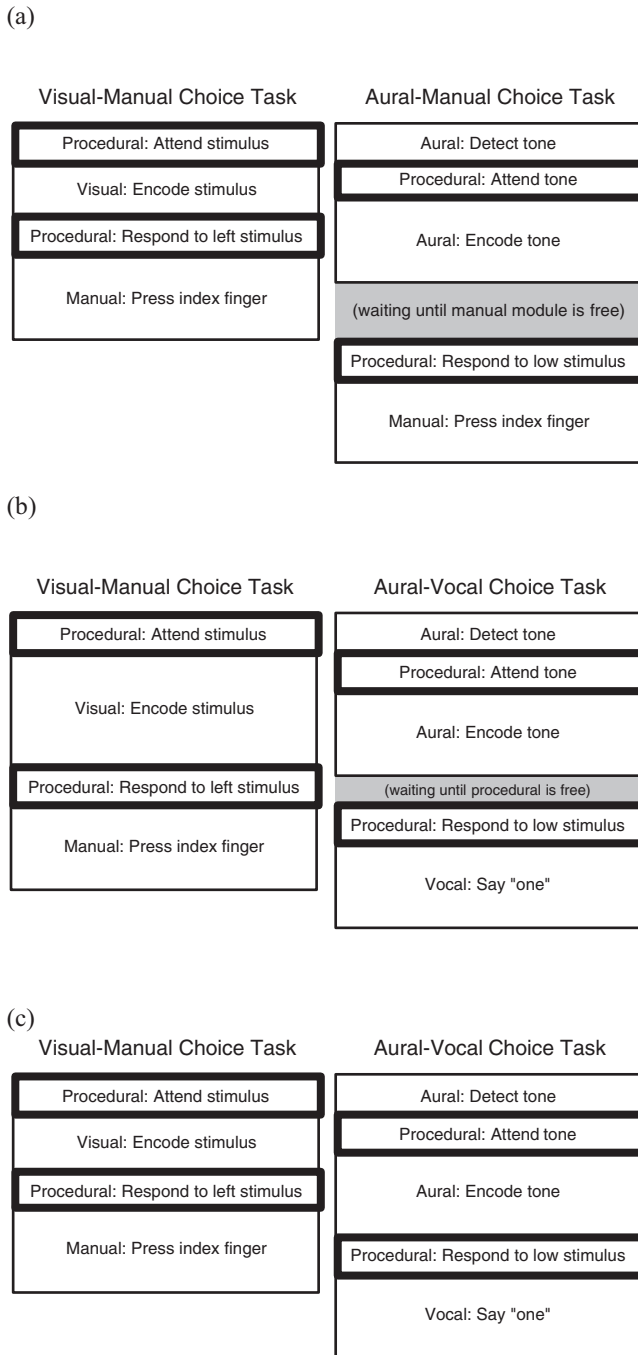 (a)
Visual-Manual Choice Task
Procedural: Attend stimulus
Visual: Encode stimulus
Procedural: Respond to left stimulus
Manual: Press index finger
Aural-Manual Choice Task
Aural: Detect tone
Procedural: Attend tone
Aural: Encode tone
(waiting until manual module is free)
Procedural: Respond to low stimulus
Manual: Press index finger
(b)
Visual-Manual Choice Task
Procedural: Attend stimulus
Visual: Encode stimulus
Procedural: Respond to left stimulus
Manual: Press index finger
Aural-Vocal Choice Task
Aural: Detect tone
Procedural: Attend tone
Aural: Encode tone
(waiting until procedural is free)
Procedural: Respond to low stimulus
Vocal: Say "one"
(c)
Visual-Manual Choice Task
Procedural: Attend stimulus
Visual: Encode stimulus
Procedural: Respond to left stimulus
Manual: Press index finger
Aural-Vocal Choice Task
Aural: Detect tone
Procedural: Attend tone
Aural: Encode tone
Procedural: Respond to low stimulus
Vocal: Say "one"